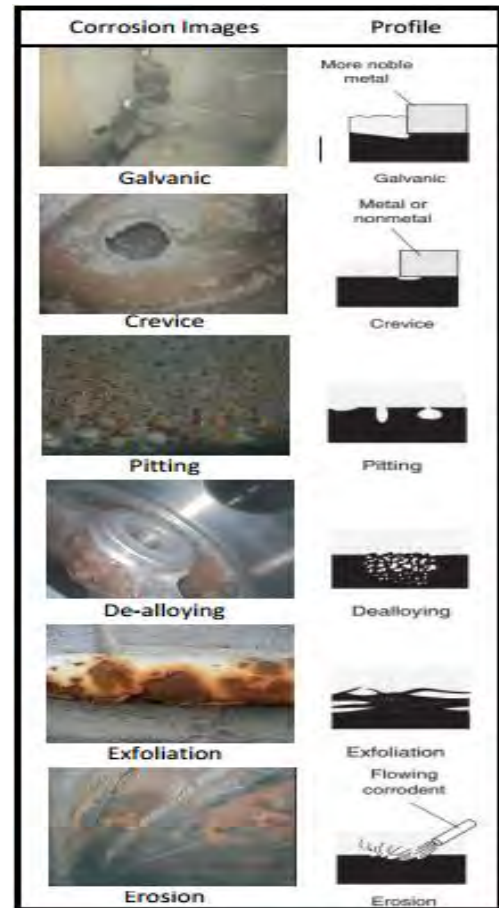 Corrosion Images Profile
More noble
metal
Galvanic
Galvanic
Metal or
nonmetal
Crevice
Crevice
Pitting
Pitting
De-alloying
Dealloying
Exfoliation
Exfoliation
Flowing
corrodent
Erosion
Erosion